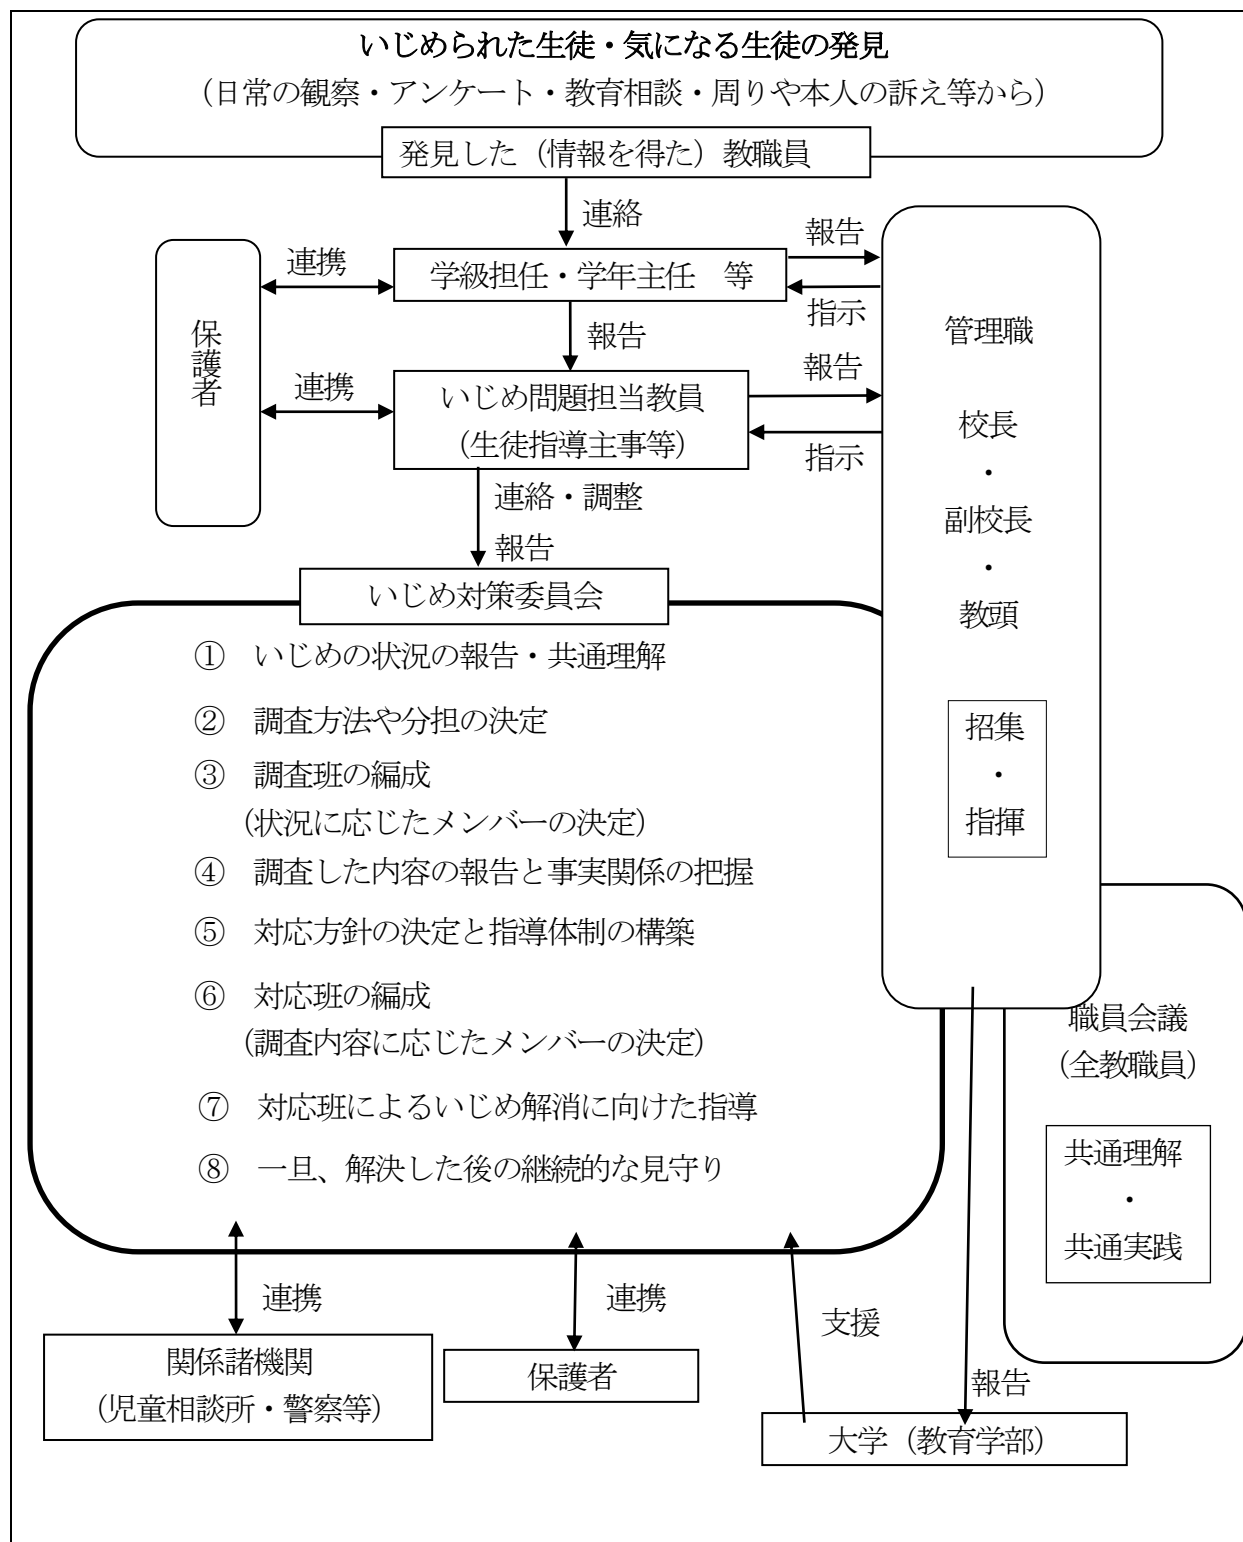 いじめられた生徒・気になる生徒の発見
（日常の観察・アンケート・教育相談・周りや本人の訴え等から）
発見した（情報を得た）教職員
連絡
報告
連携
学級担任・学年主任　等
指示
保護者
報告
管理職
校長
・
副校長
・
教頭
招集
・
指揮
報告
連携
いじめ問題担当教員
（生徒指導主事等）
指示
連絡・調整
報告
いじめ対策委員会
①　いじめの状況の報告・共通理解
②　調査方法や分担の決定
③　調査班の編成
（状況に応じたメンバーの決定）
④　調査した内容の報告と事実関係の把握
⑤　対応方針の決定と指導体制の構築
⑥　対応班の編成
（調査内容に応じたメンバーの決定）
⑦　対応班によるいじめ解消に向けた指導
⑧　一旦、解決した後の継続的な見守り
職員会議
（全教職員）
共通理解
・
共通実践
連携
連携
支援
報告
関係諸機関
（児童相談所・警察等）
保護者
大学（教育学部）